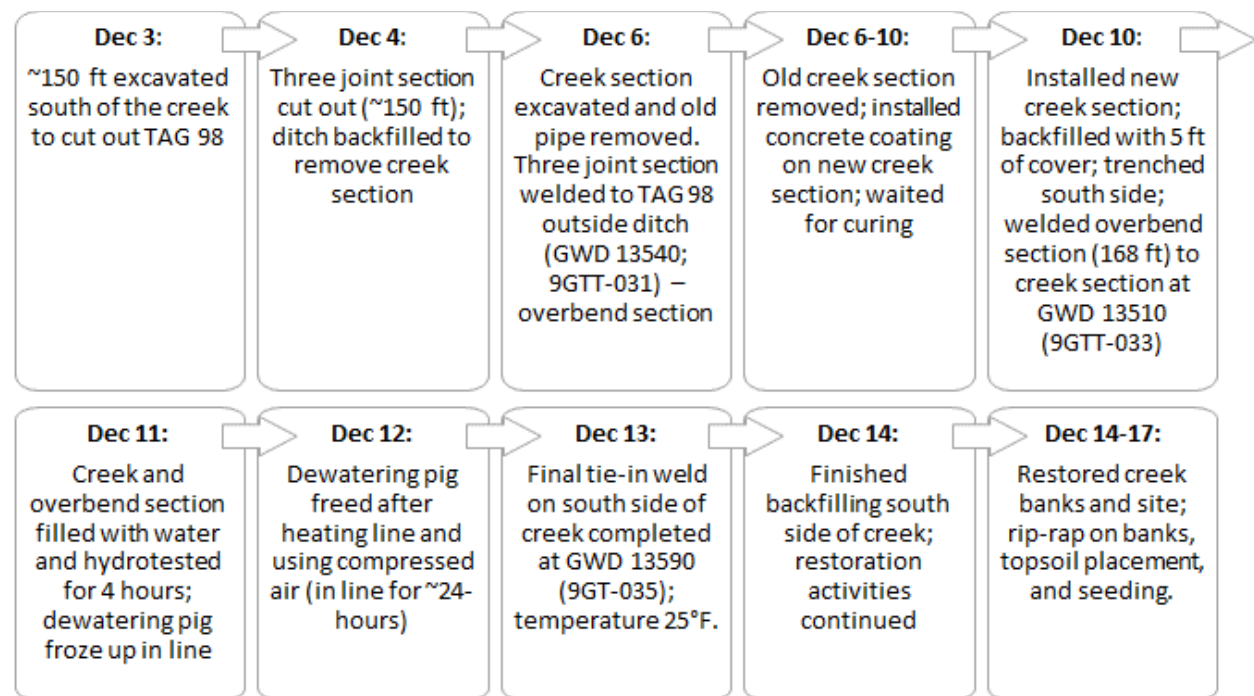 Dec 3:
~150 ft excavated
south of the creek
to cut out TAG 98
Dec 4:
Three joint section
cut out (~150 ft);
ditch backfilled to
remove creek
section
Dec 6:
Creek section
excavated and old
pipe removed.
Three joint section
welded to TAG 98
outside ditch
(GWD 13540;
9GTT-031) –
overbend section
Dec 6-10:
Old creek section
removed; installed
concrete coating
on new creek
section; waited
for curing
Dec 10:
Installed new
creek section;
backfilled with 5 ft
of cover; trenched
south side;
welded overbend
section (168 ft) to
creek section at
GWD 13510
(9GTT-033)
Dec 11:
Creek and
overbend section
filled with water
and hydrotested
for 4 hours;
dewatering pig
froze up in line
Dec 12:
Dewatering pig
freed after
heating line and
using compressed
air (in line for ~24-
hours)
Dec 13:
Final tie-in weld
on south side of
creek completed
at GWD 13590
(9GT-035);
temperature 25°F.
Dec 14:
Finished
backfilling south
side of creek;
restoration
activities
continued
Dec 14-17:
Restored creek
banks and site;
rip-rap on banks,
topsoil placement,
and seeding.